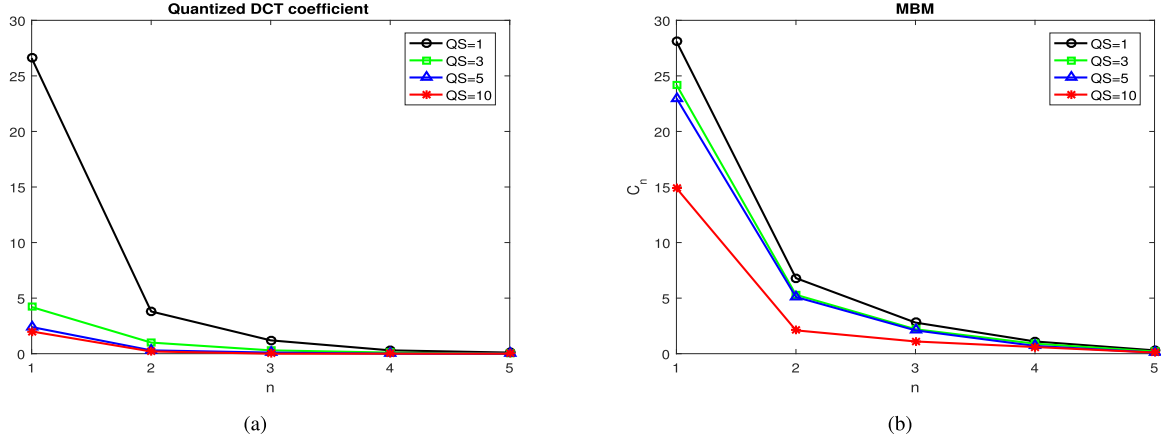 Quantized DCT coefficient
30
25
20
15
10
5
0
1 2 3 4 5
n
QS=1
QS=3
QS=5
QS=10
(a)
MBM
C_n
30
25
20
15
10
5
0
1 2 3 4 5
n
QS=1
QS=3
QS=5
QS=10
(b)